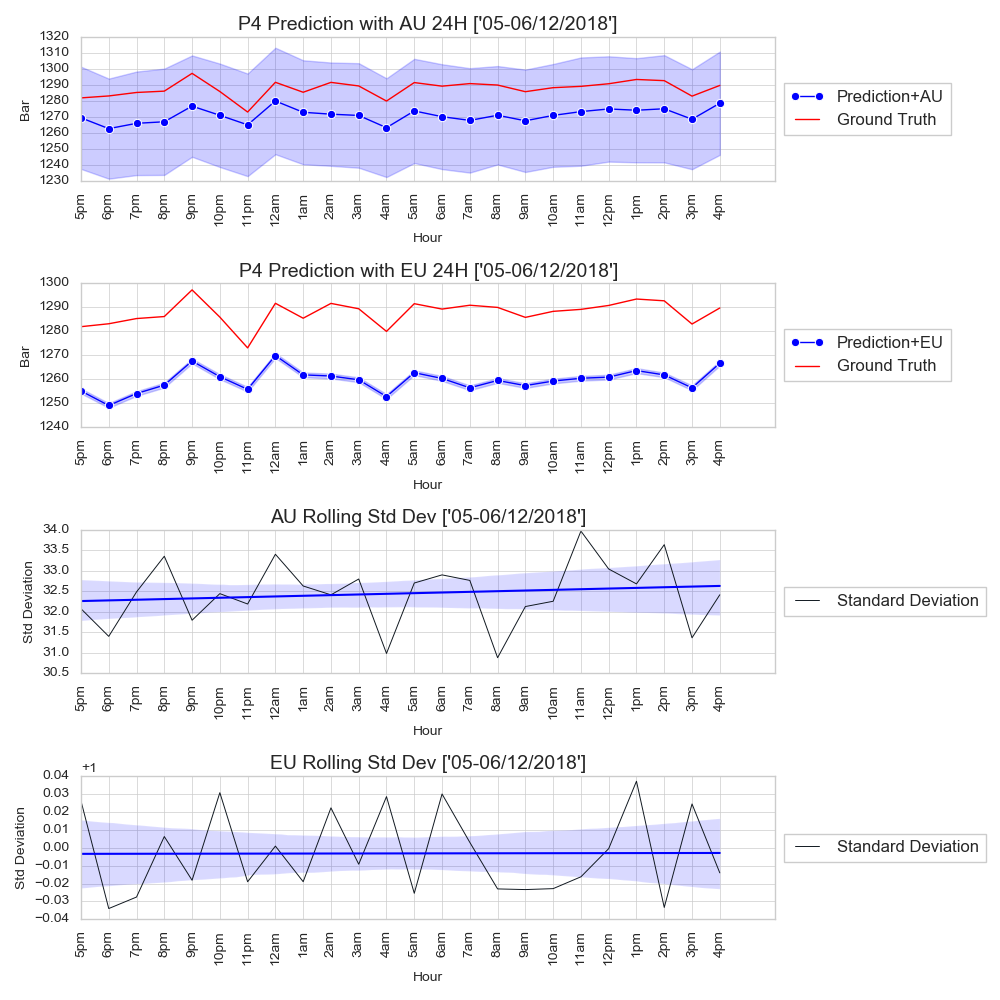 P4 Prediction with AU 24H ['05-06/12/2018']
1320
1310
1300
1290
1280
1270
1260
1250
1240
1230
Bar
5pm 6pm 7pm 8pm 9pm 10pm 11pm 12am 1am 2am 3am 4am 5am 6am 7am 8am 9am 10am 11am 12pm 1pm 2pm 3pm 4pm
Hour
Prediction+AU
Ground Truth
P4 Prediction with EU 24H ['05-06/12/2018']
1300
1290
1280
1270
1260
1250
1240
Bar
5pm 6pm 7pm 8pm 9pm 10pm 11pm 12am 1am 2am 3am 4am 5am 6am 7am 8am 9am 10am 11am 12pm 1pm 2pm 3pm 4pm
Hour
Prediction+EU
Ground Truth
AU Rolling Std Dev ['05-06/12/2018']
34.0
33.5
33.0
32.5
32.0
31.5
31.0
30.5
Std Deviation
5pm 6pm 7pm 8pm 9pm 10pm 11pm 12am 1am 2am 3am 4am 5am 6am 7am 8am 9am 10am 11am 12pm 1pm 2pm 3pm 4pm
Hour
Standard Deviation
EU Rolling Std Dev ['05-06/12/2018']
+1
0.04
0.03
0.02
0.01
0.00
−0.01
−0.02
−0.03
−0.04
Std Deviation
5pm 6pm 7pm 8pm 9pm 10pm 11pm 12am 1am 2am 3am 4am 5am 6am 7am 8am 9am 10am 11am 12pm 1pm 2pm 3pm 4pm
Hour
Standard Deviation